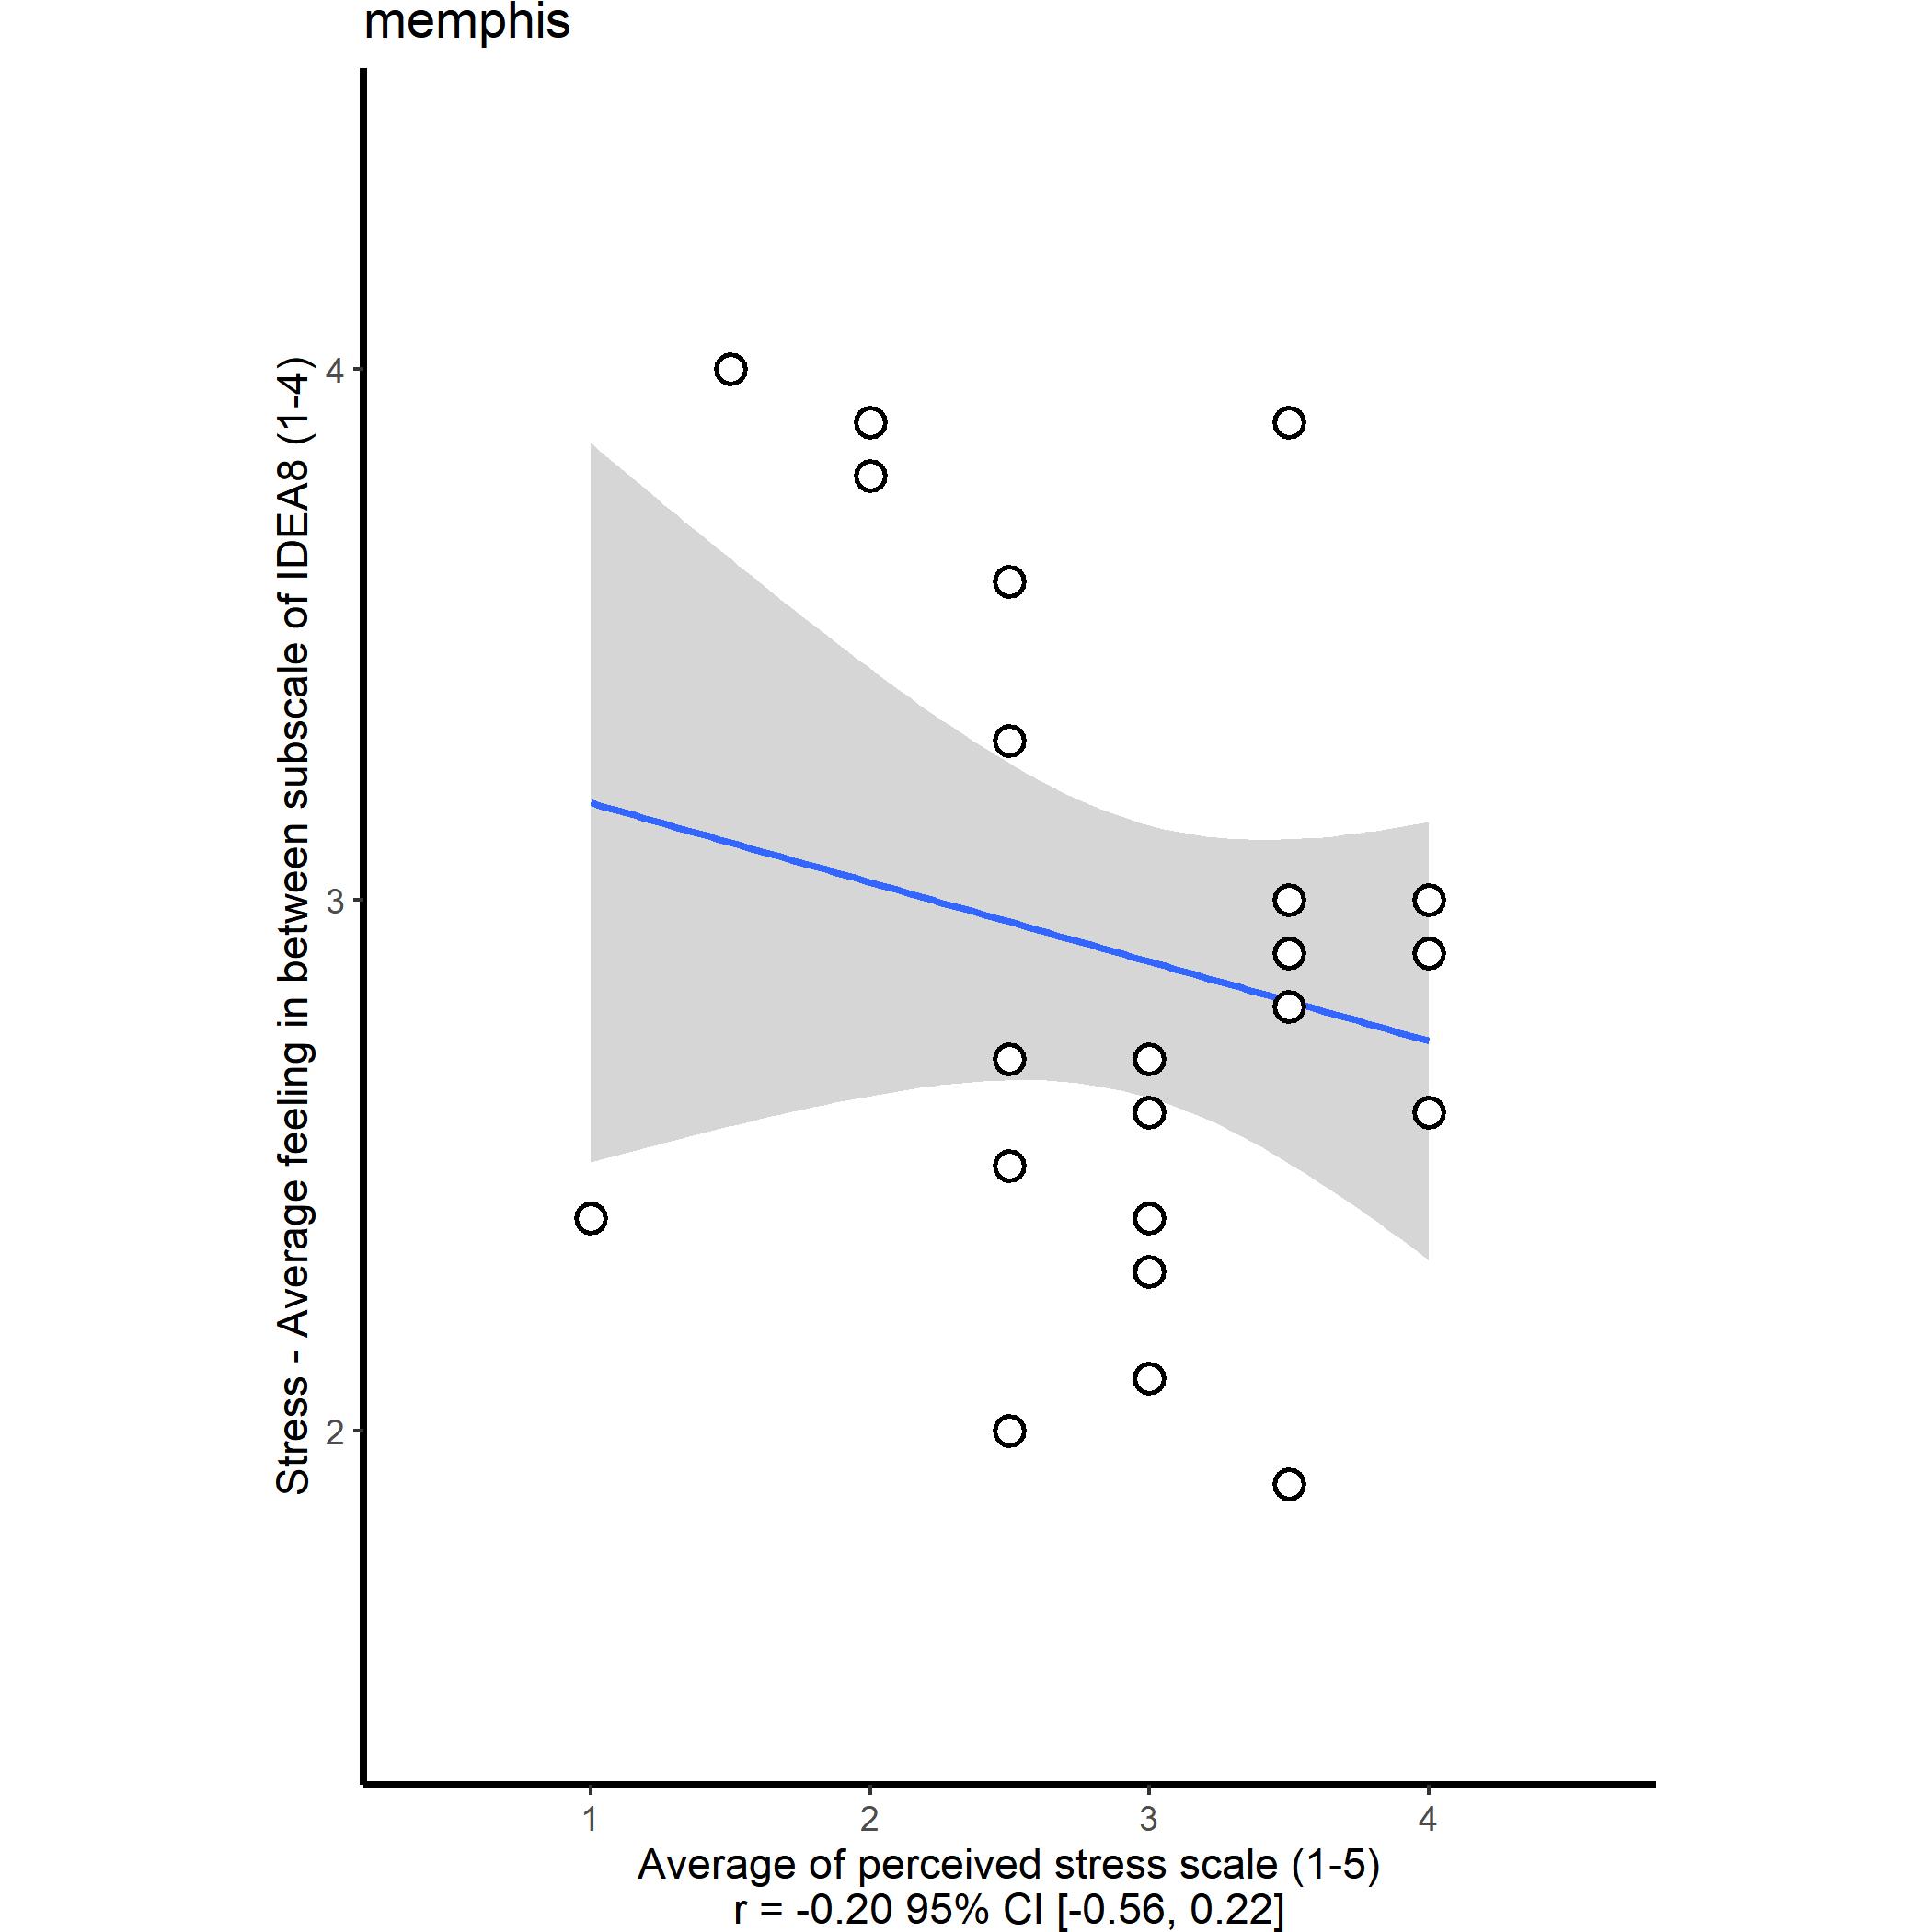 memphis
Stress - Average feeling in between subscale of IDEA8 (1-4)
4
3
2
1 2 3 4
Average of perceived stress scale (1-5)
r = -0.20 95% CI [-0.56, 0.22]